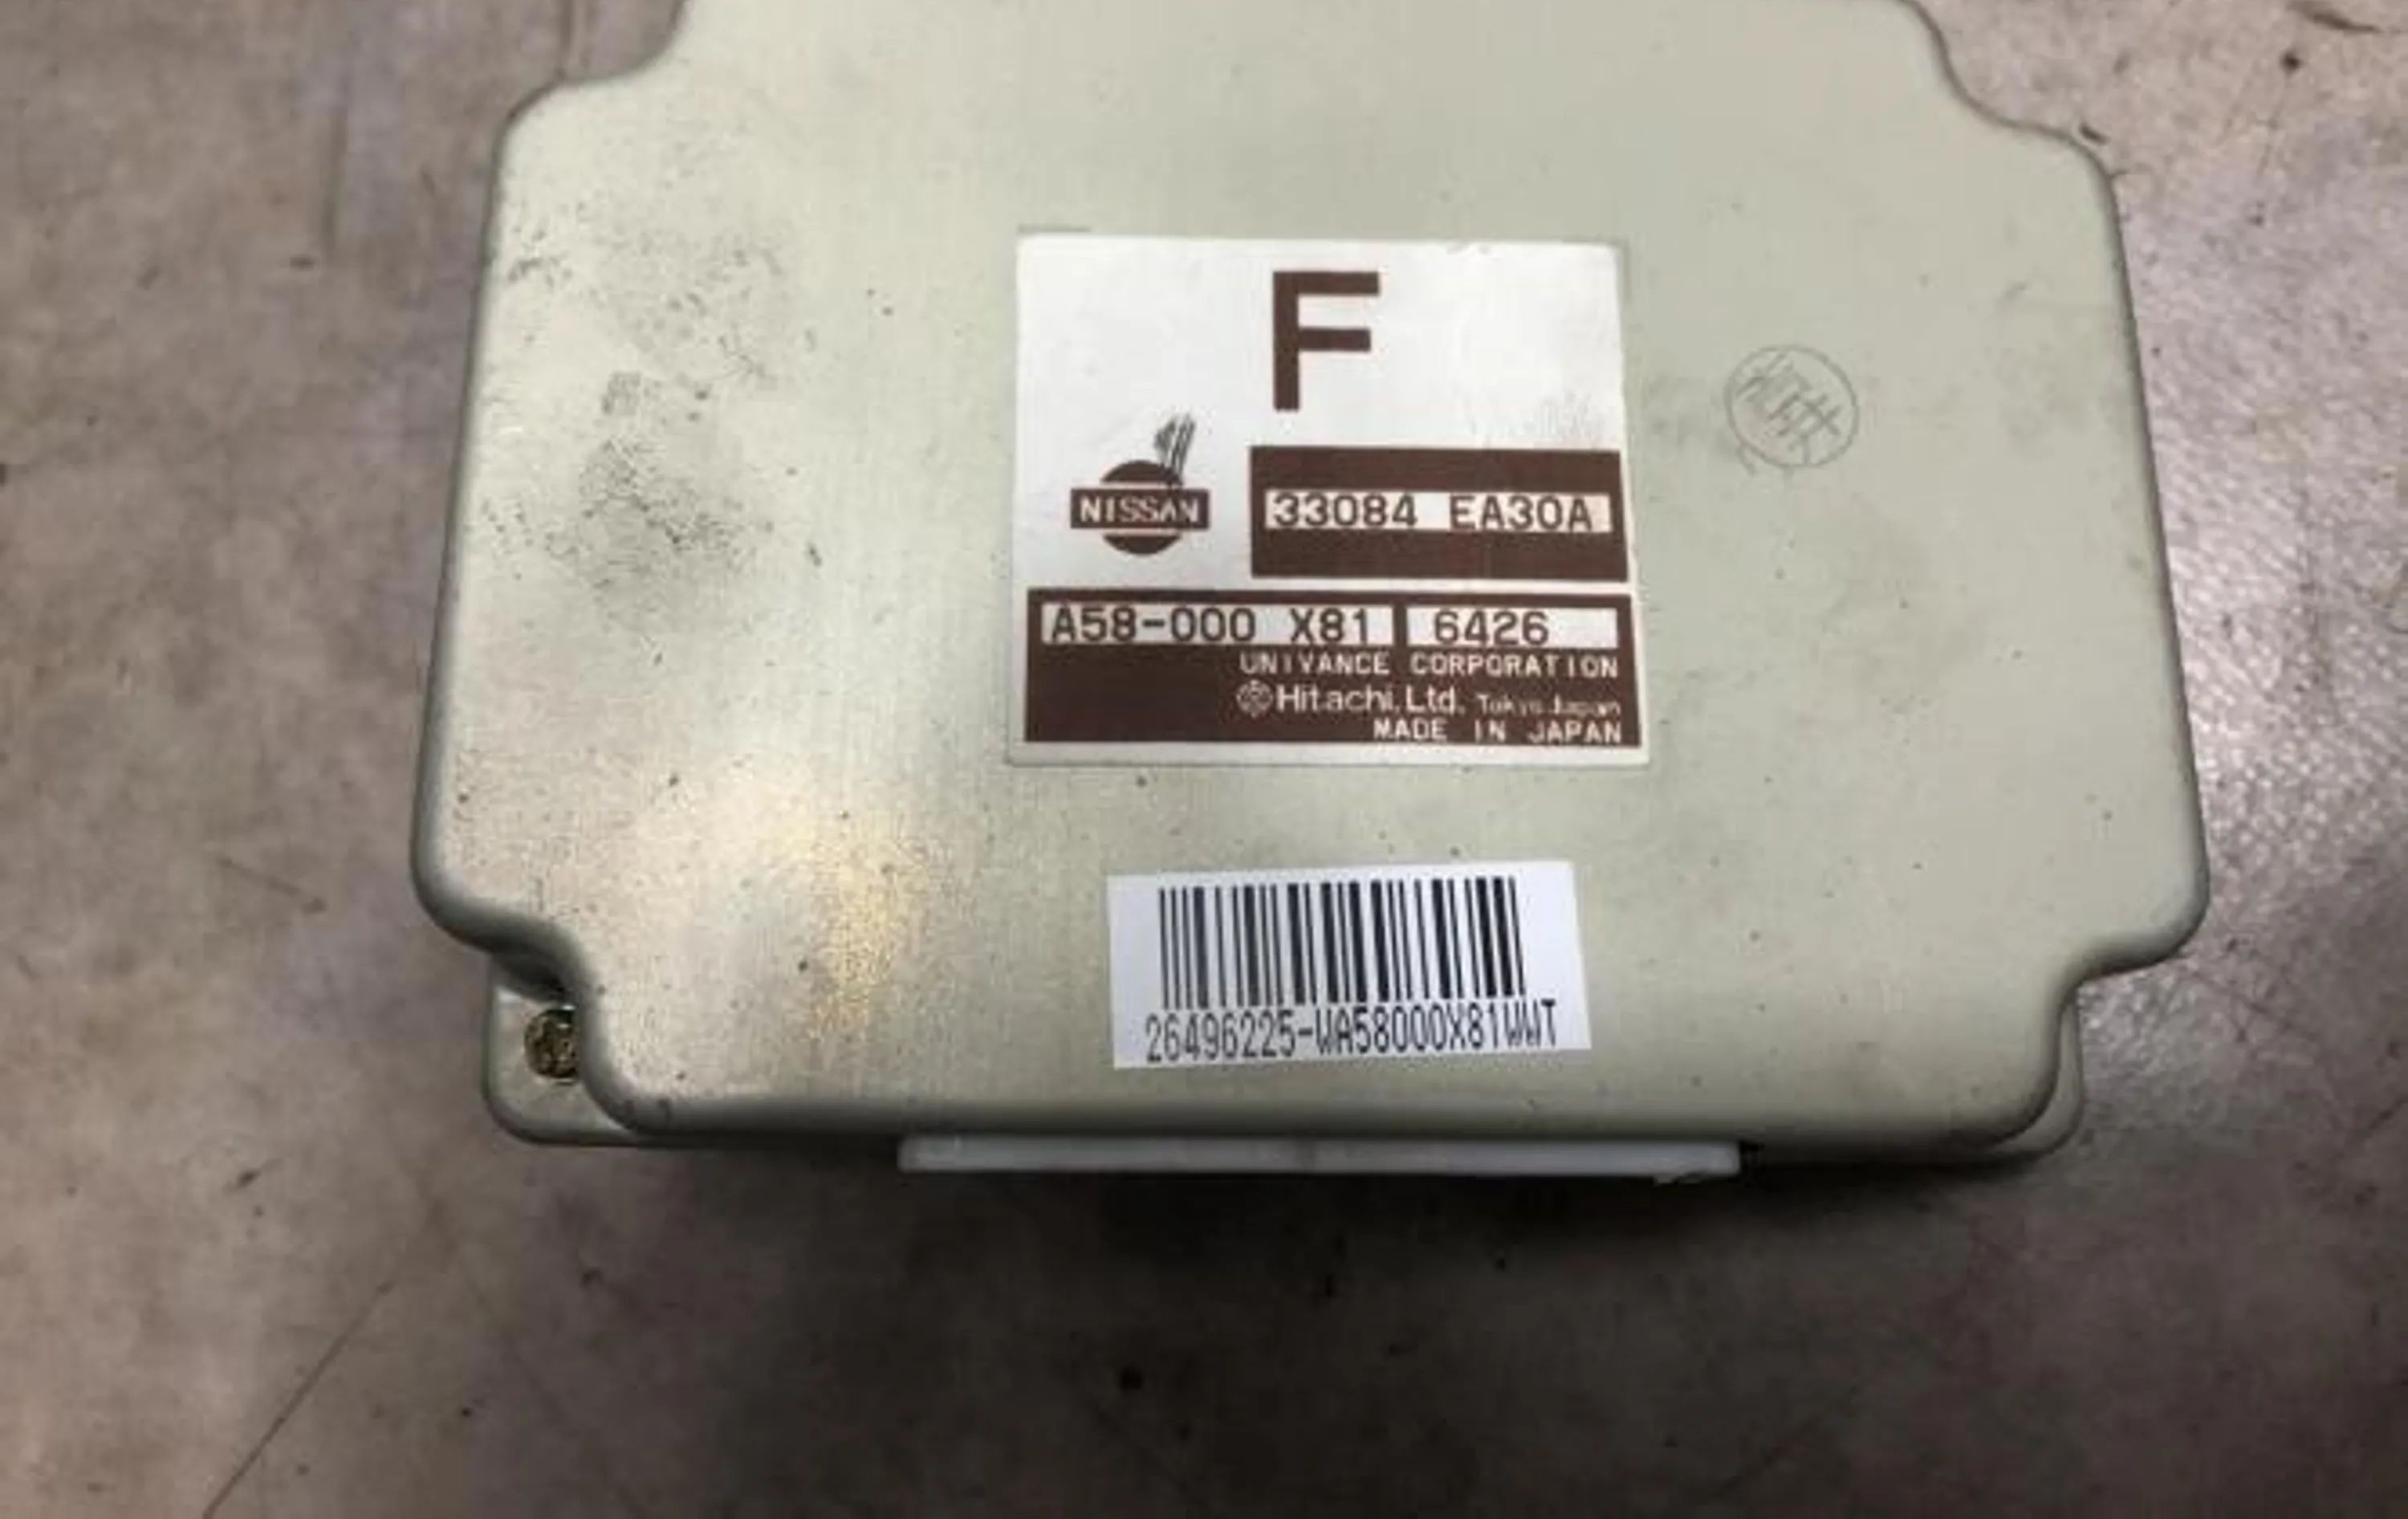 F
NISSAN
33084 EA30A
A58-000 X81 6426
UNIVANCE CORPORATION
Hitachi, Ltd. Tokyo Japan
MADE IN JAPAN
26496225-WA58000X81WWT